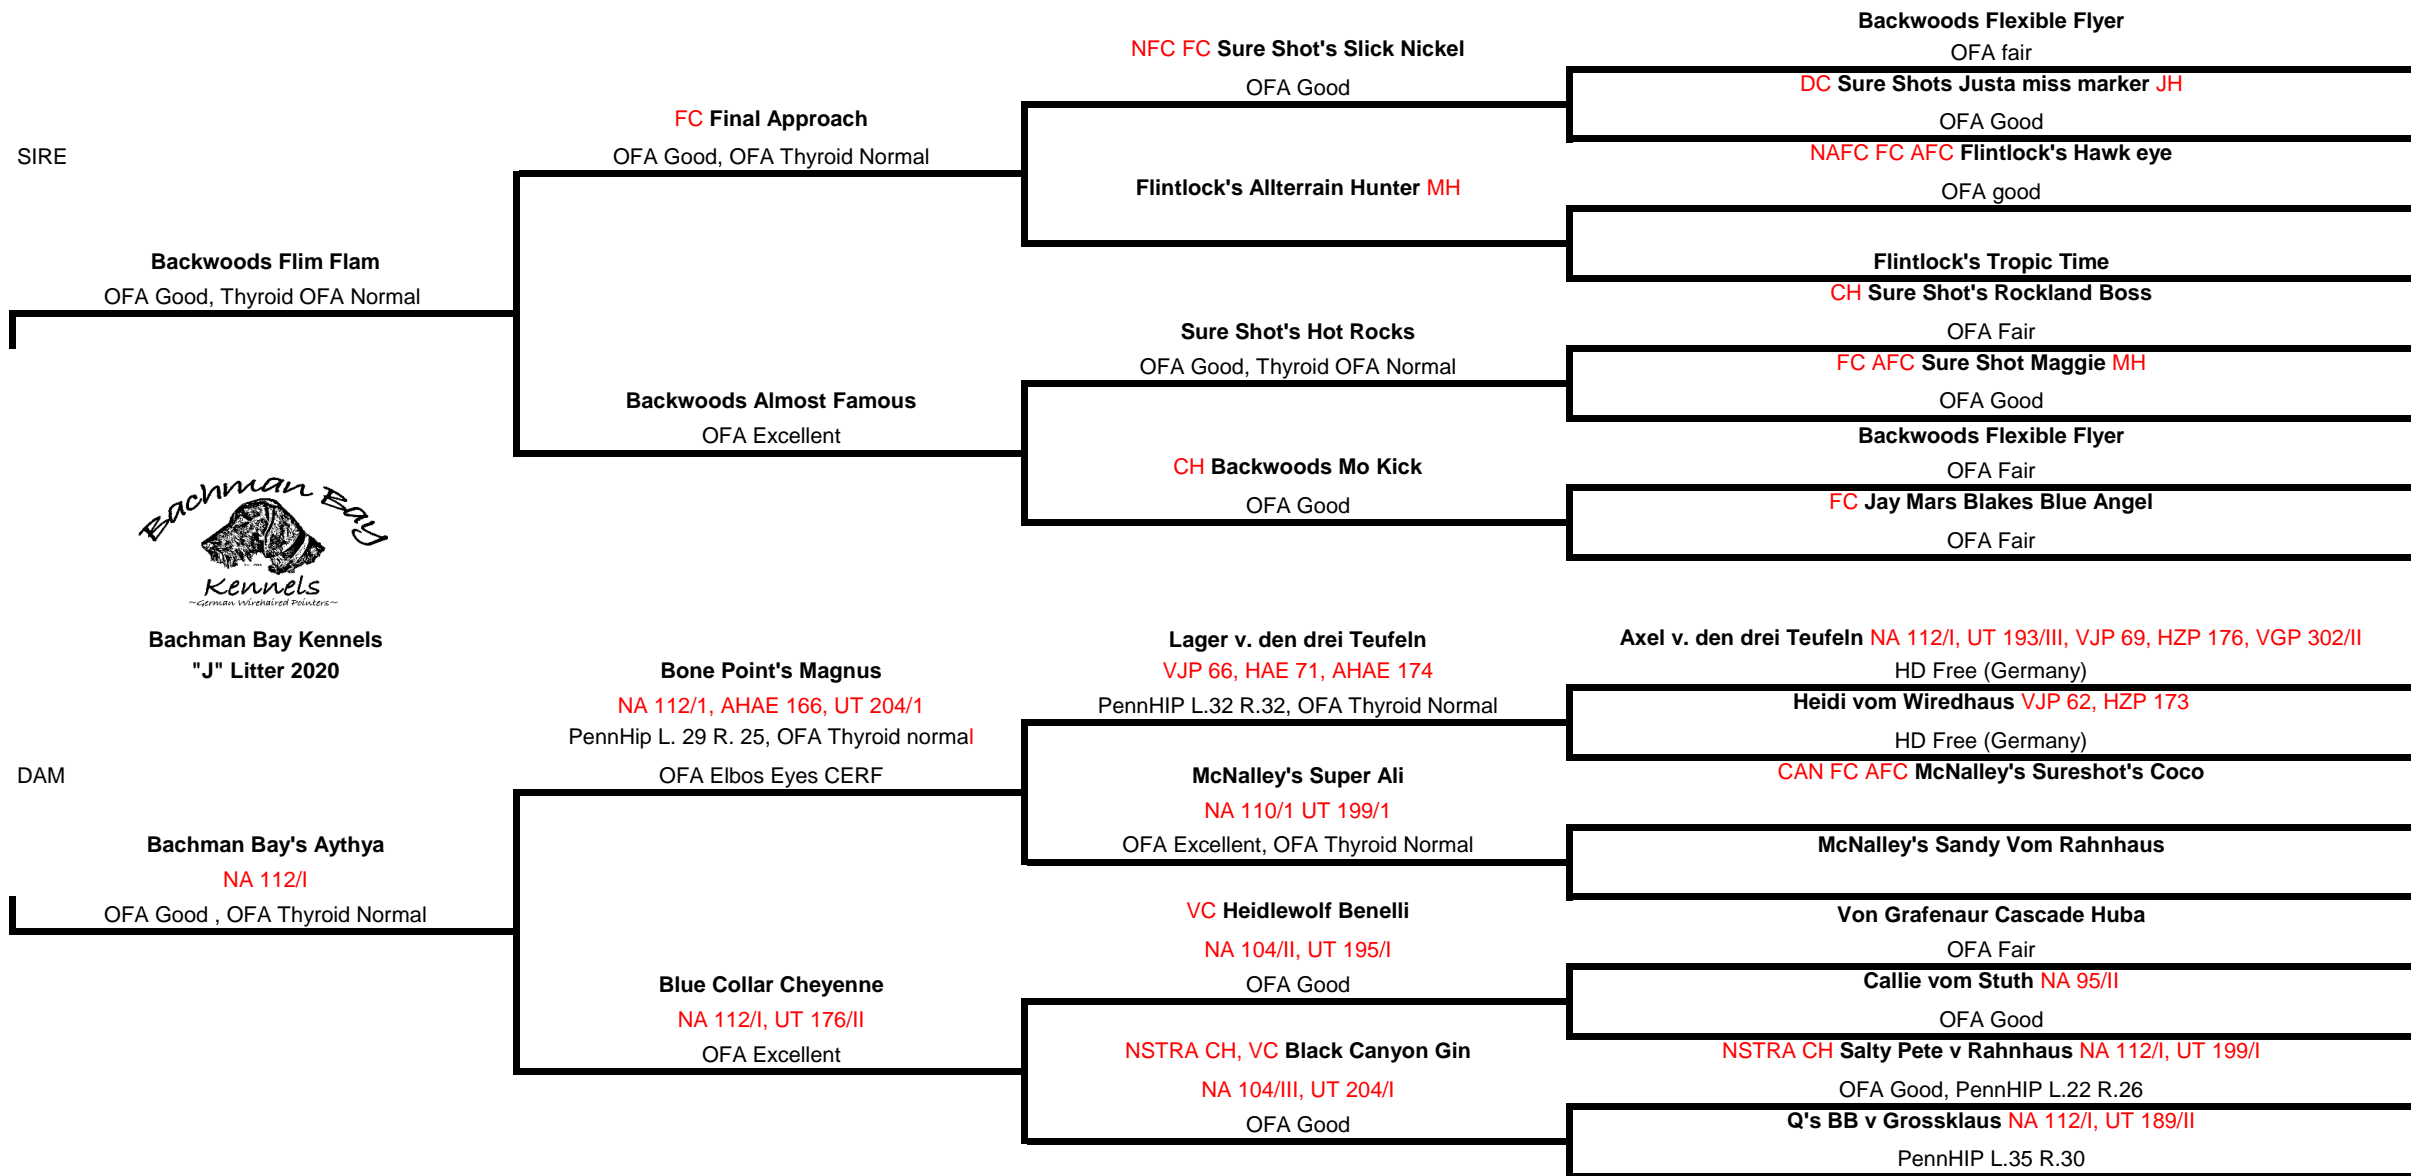 SIRE
Backwoods Flim Flam
OFA Good, Thyroid OFA Normal
Bachman Bay
Kennels
~German Wirehaired Pointers~
Bachman Bay Kennels
"J" Litter 2020
DAM
Bachman Bay's Aythya
NA 112/I
OFA Good , OFA Thyroid Normal
FC Final Approach
OFA Good, OFA Thyroid Normal
Backwoods Almost Famous
OFA Excellent
Bone Point's Magnus
NA 112/1, AHAE 166, UT 204/1
PennHip L. 29 R. 25, OFA Thyroid normal
OFA Elbos Eyes CERF
Blue Collar Cheyenne
NA 112/I, UT 176/II
OFA Excellent
NFC FC Sure Shot's Slick Nickel
OFA Good
Flintlock's Allterrain Hunter MH
Sure Shot's Hot Rocks
OFA Good, Thyroid OFA Normal
CH Backwoods Mo Kick
OFA Good
Lager v. den drei Teufeln
VJP 66, HAE 71, AHAE 174
PennHIP L.32 R.32, OFA Thyroid Normal
McNalley's Super Ali
NA 110/1 UT 199/1
OFA Excellent, OFA Thyroid Normal
VC Heidlewolf Benelli
NA 104/II, UT 195/I
OFA Good
NSTRA CH, VC Black Canyon Gin
NA 104/III, UT 204/I
OFA Good
Backwoods Flexible Flyer
OFA fair
DC Sure Shots Justa miss marker JH
OFA Good
NAFC FC AFC Flintlock's Hawk eye
OFA good
Flintlock's Tropic Time
CH Sure Shot's Rockland Boss
OFA Fair
FC AFC Sure Shot Maggie MH
OFA Good
Backwoods Flexible Flyer
OFA Fair
FC Jay Mars Blakes Blue Angel
OFA Fair
Axel v. den drei Teufeln NA 112/I, UT 193/III, VJP 69, HZP 176, VGP 302/II
HD Free (Germany)
Heidi vom Wiredhaus VJP 62, HZP 173
HD Free (Germany)
CAN FC AFC McNalley's Sureshot's Coco
McNalley's Sandy Vom Rahnhaus
Von Grafenaur Cascade Huba
OFA Fair
Callie vom Stuth NA 95/II
OFA Good
NSTRA CH Salty Pete v Rahnhaus NA 112/I, UT 199/I
OFA Good, PennHIP L.22 R.26
Q's BB v Grossklaus NA 112/I, UT 189/II
PennHIP L.35 R.30